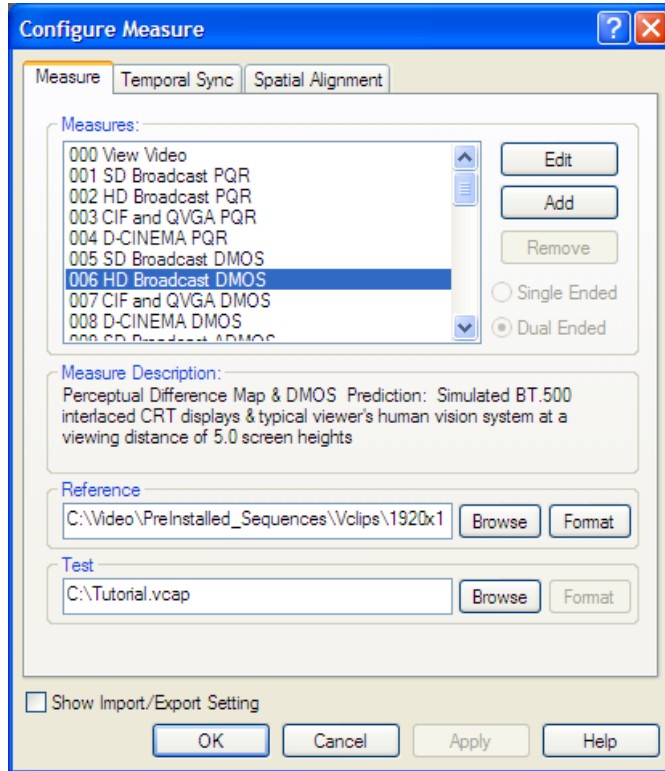 Configure Measure
Measure
Temporal Sync
Spatial Alignment
Measures:
000 View Video
001 SD Broadcast PQR
002 HD Broadcast PQR
003 CIF and QVGA PQR
004 D-CINEMA PQR
005 SD Broadcast DMOS
006 HD Broadcast DMOS
007 CIF and QVGA DMOS
008 D-CINEMA DMOS
009 SD Broadcast ADMOS
Edit
Add
Remove
Single Ended
Dual Ended
Measure Description:
Perceptual Difference Map & DMOS Prediction: Simulated BT.500
interlaced CRT displays & typical viewer's human vision system at a
viewing distance of 5.0 screen heights
Reference
C:\Video\PreInstalled_Sequences\Vclips\1920x1
Browse
Format
Test
C:\Tutorial.vcap
Browse
Format
Show Import/Export Setting
OK
Cancel
Apply
Help